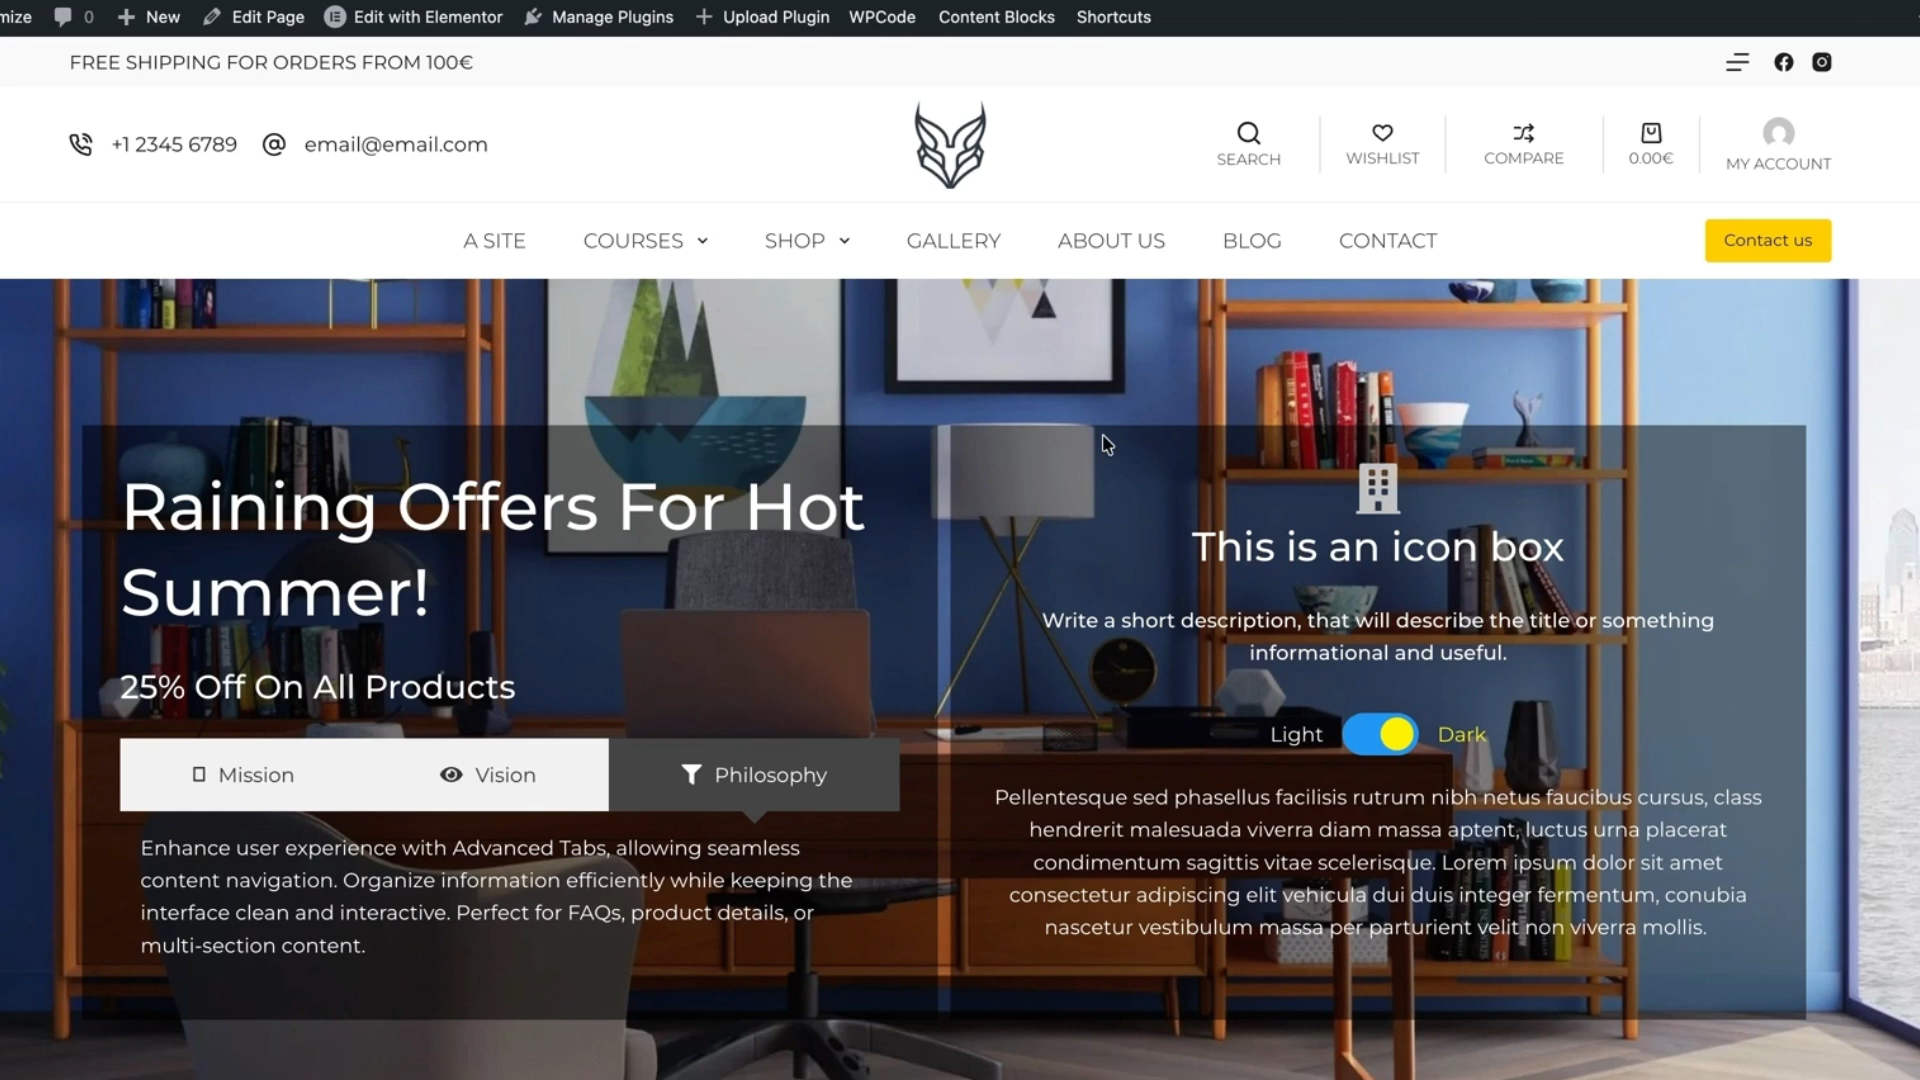 mize 0 New Edit Page Edit with Elementor Manage Plugins Upload Plugin WPCode Content Blocks Shortcuts
FREE SHIPPING FOR ORDERS FROM 100€
+1 2345 6789 email@email.com
SEARCH WISHLIST COMPARE 0.00€ MY ACCOUNT
A SITE COURSES SHOP GALLERY ABOUT US BLOG CONTACT Contact us
Raining Offers For Hot
Summer!
25% Off On All Products
Mission Vision Philosophy
Enhance user experience with Advanced Tabs, allowing seamless
content navigation. Organize information efficiently while keeping the
interface clean and interactive. Perfect for FAQs, product details, or
multi-section content.
This is an icon box
Write a short description, that will describe the title or something
informational and useful.
Light Dark
Pellentesque sed phasellus facilisis rutrum nibh netus faucibus cursus, class
hendrerit malesuada viverra diam massa aptent, luctus urna placerat
condimentum sagittis vitae scelerisque. Lorem ipsum dolor sit amet
consectetur adipiscing elit vehicula dui duis integer fermentum, conubia
nascetur vestibulum massa per parturient velit non viverra mollis.